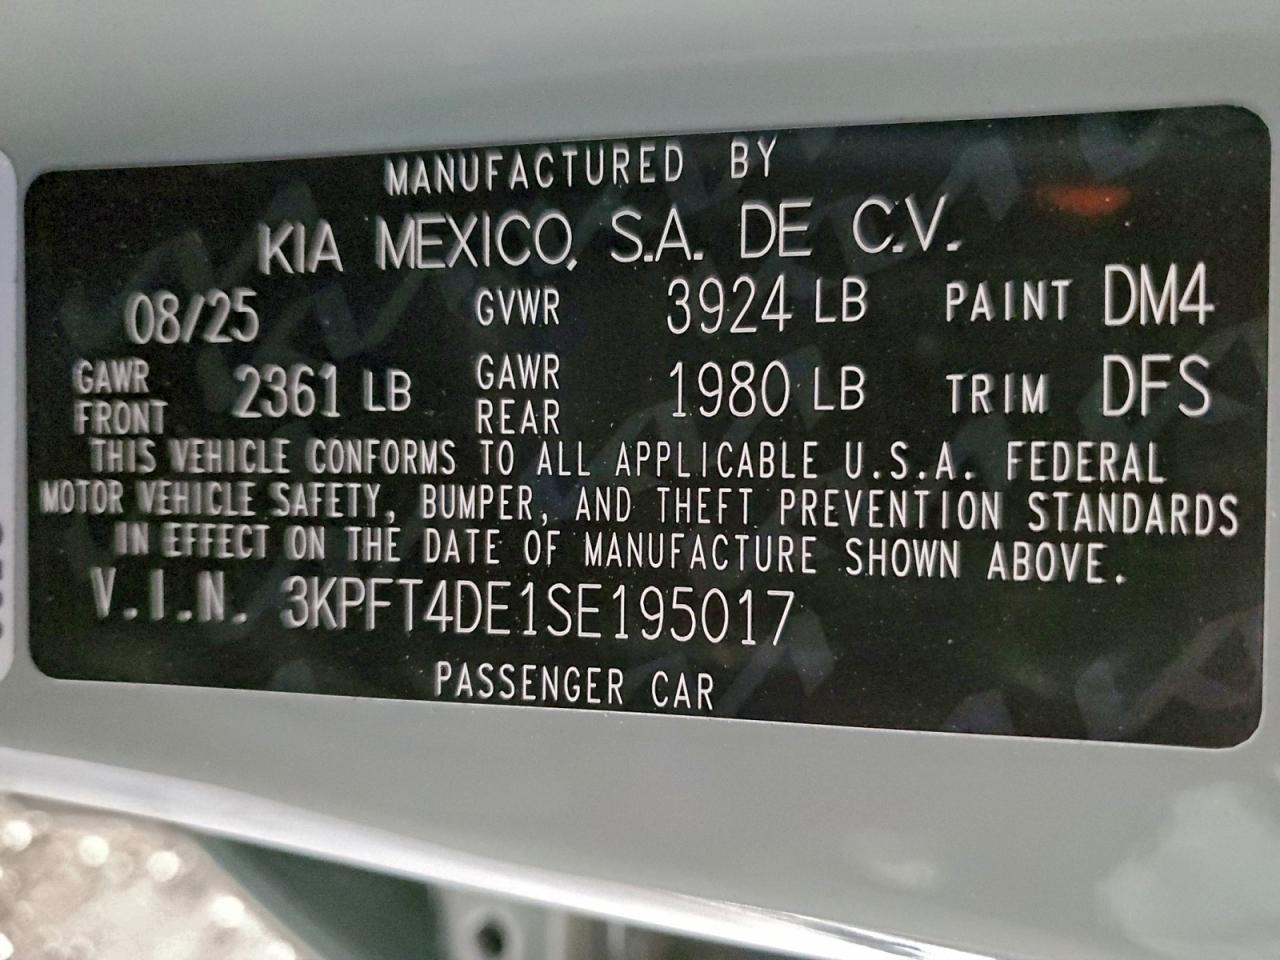 MANUFACTURED BY
KIA MEXICO, S.A. DE C.V.
08/25 GVWR 3924 LB PAINT DM4
GAWR FRONT 2361 LB GAWR REAR 1980 LB TRIM DFS
THIS VEHICLE CONFORMS TO ALL APPLICABLE U.S.A. FEDERAL
MOTOR VEHICLE SAFETY, BUMPER, AND THEFT PREVENTION STANDARDS
IN EFFECT ON THE DATE OF MANUFACTURE SHOWN ABOVE.
V.I.N. 3KPFT4DE1SE195017
PASSENGER CAR